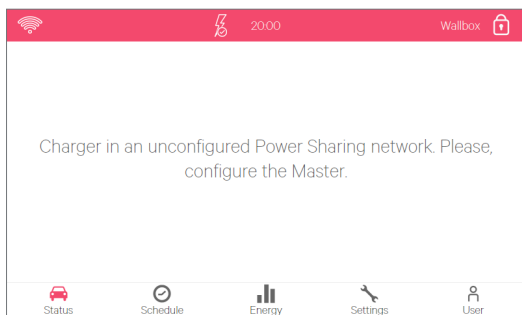 20:00 Wallbox
Charger in an unconfigured Power Sharing network. Please,
configure the Master.
Status Schedule Energy Settings User